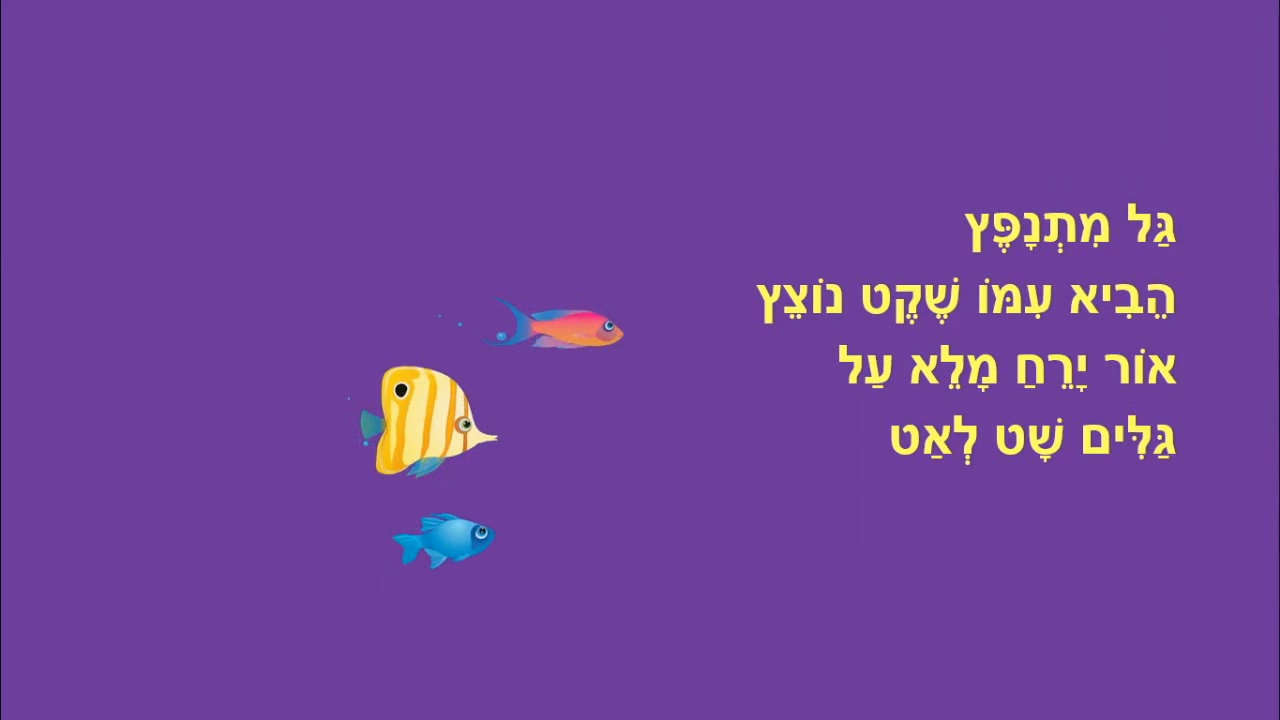 גַּל מִתְנַפֶּץ
הֵבִיא עִמּוֹ שֶׁקֶט נוֹצֵץ
אוֹר יָרֵחַ מָלֵא עַל
גַּלִּים שָׁט לְאַט